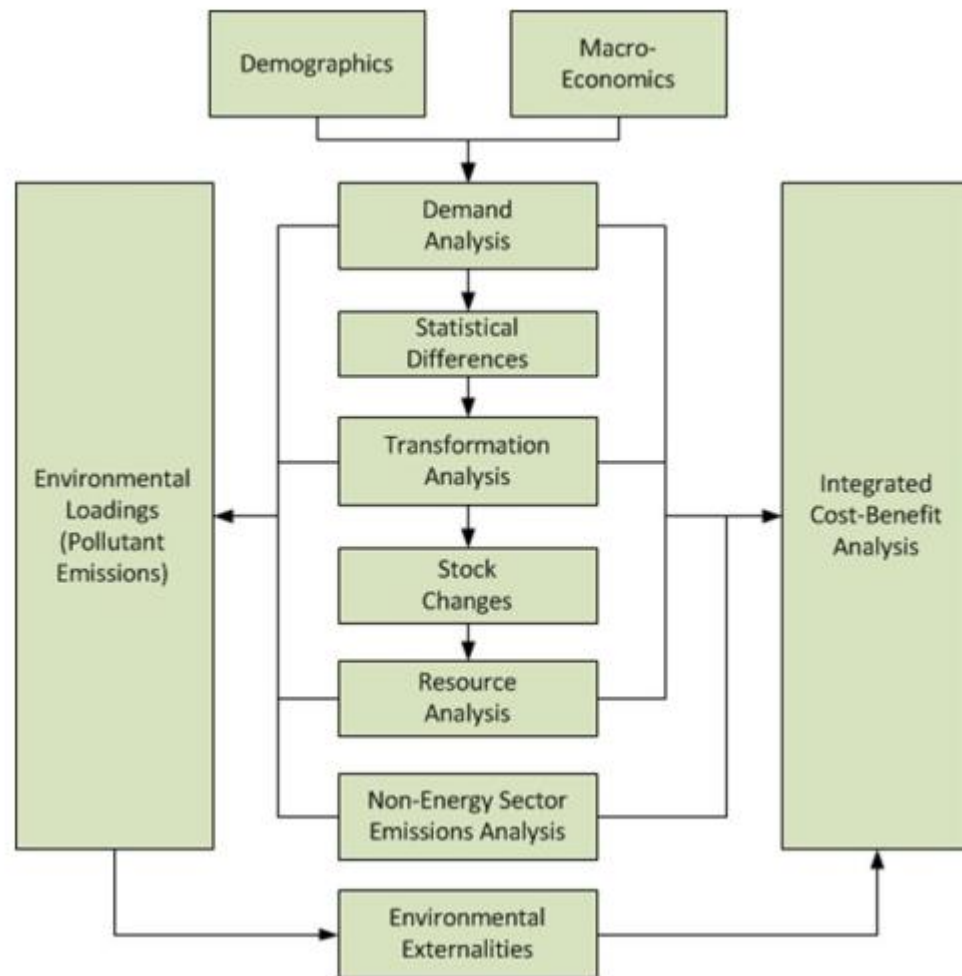 Demographics
Macro-
Economics
Demand
Analysis
Statistical
Differences
Transformation
Analysis
Environmental
Loadings
(Pollutant
Emissions)
Integrated
Cost-Benefit
Analysis
Stock
Changes
Resource
Analysis
Non-Energy Sector
Emissions Analysis
Environmental
Externalities